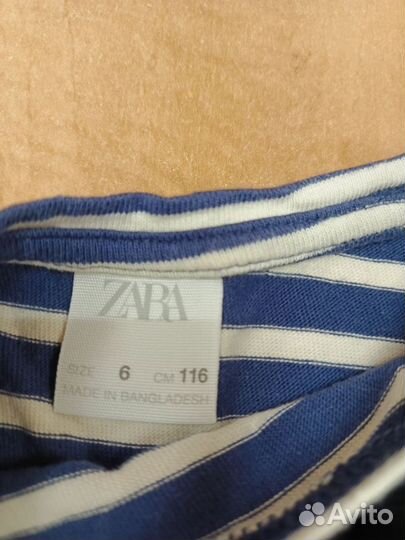 ZARA
SIZE 6 CM 116
MADE IN BANGLADESH
Avito